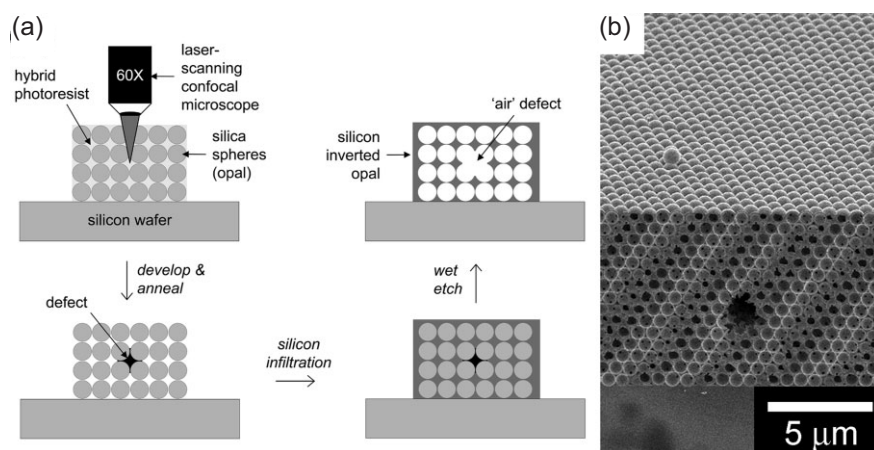 (a)
60X
laser-
scanning
confocal
microscope
hybrid
photoresist
silica
spheres
(opal)
silicon wafer
develop &
anneal
defect
silicon
infiltration
wet
etch
'air' defect
silicon
inverted
opal
(b)
5 μm